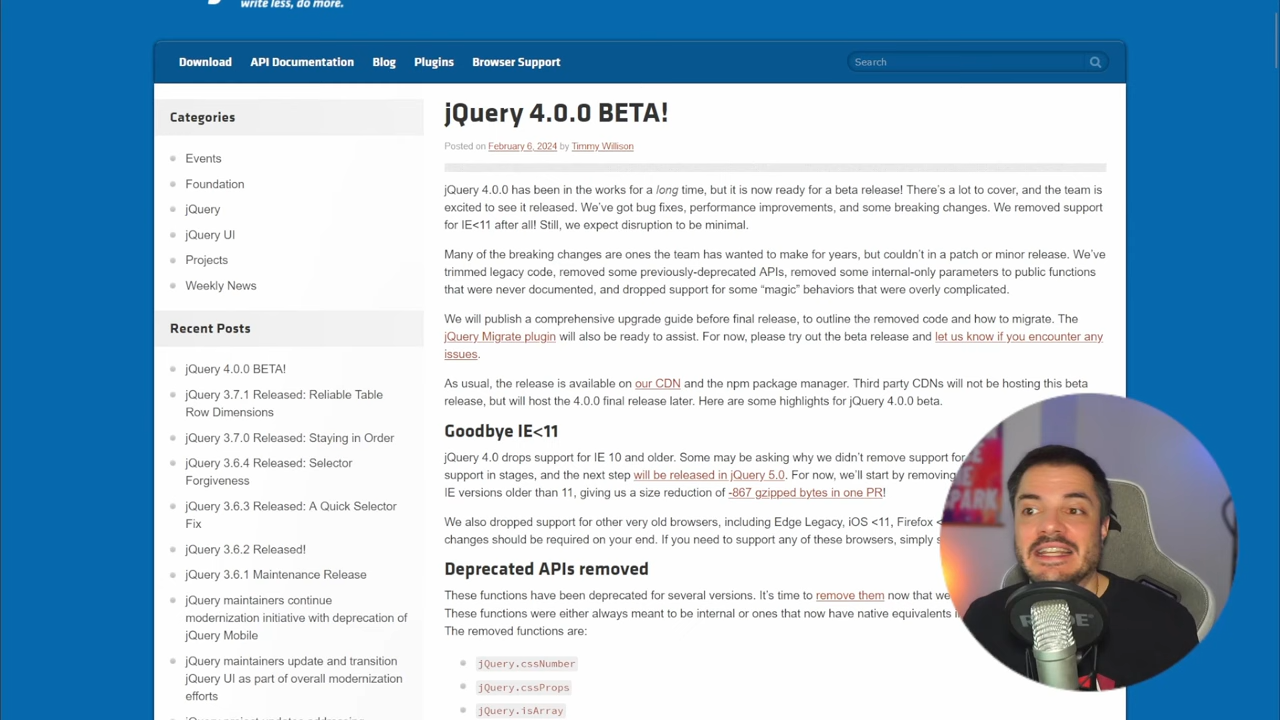 write less, do more.
Download API Documentation Blog Plugins Browser Support Search
Categories
Events
Foundation
jQuery
jQuery UI
Projects
Weekly News
Recent Posts
jQuery 4.0.0 BETA!
jQuery 3.7.1 Released: Reliable Table
Row Dimensions
jQuery 3.7.0 Released: Staying in Order
jQuery 3.6.4 Released: Selector
Forgiveness
jQuery 3.6.3 Released: A Quick Selector
Fix
jQuery 3.6.2 Released!
jQuery 3.6.1 Maintenance Release
jQuery maintainers continue
modernization initiative with deprecation of
jQuery Mobile
jQuery maintainers update and transition
jQuery UI as part of overall modernization
efforts
jQuery 4.0.0 BETA!
Posted on February 6, 2024 by Timmy Willison
jQuery 4.0.0 has been in the works for a long time, but it is now ready for a beta release! There’s a lot to cover, and the team is
excited to see it released. We’ve got bug fixes, performance improvements, and some breaking changes. We removed support
for IE<11 after all! Still, we expect disruption to be minimal.
Many of the breaking changes are ones the team has wanted to make for years, but couldn’t in a patch or minor release. We’ve
trimmed legacy code, removed some previously-deprecated APIs, removed some internal-only parameters to public functions
that were never documented, and dropped support for some “magic” behaviors that were overly complicated.
We will publish a comprehensive upgrade guide before final release, to outline the removed code and how to migrate. The
jQuery Migrate plugin will also be ready to assist. For now, please try out the beta release and let us know if you encounter any
issues.
As usual, the release is available on our CDN and the npm package manager. Third party CDNs will not be hosting this beta
release, but will host the 4.0.0 final release later. Here are some highlights for jQuery 4.0.0 beta.
Goodbye IE<11
jQuery 4.0 drops support for IE 10 and older. Some may be asking why we didn’t remove support for
support in stages, and the next step will be released in jQuery 5.0. For now, we’ll start by removing
IE versions older than 11, giving us a size reduction of -867 gzipped bytes in one PR!
We also dropped support for other very old browsers, including Edge Legacy, iOS <11, Firefox <
changes should be required on your end. If you need to support any of these browsers, simply s
Deprecated APIs removed
These functions have been deprecated for several versions. It’s time to remove them now that we
These functions were either always meant to be internal or ones that now have native equivalents i
The removed functions are:
jQuery.cssNumber
jQuery.cssProps
jQuery.isArray